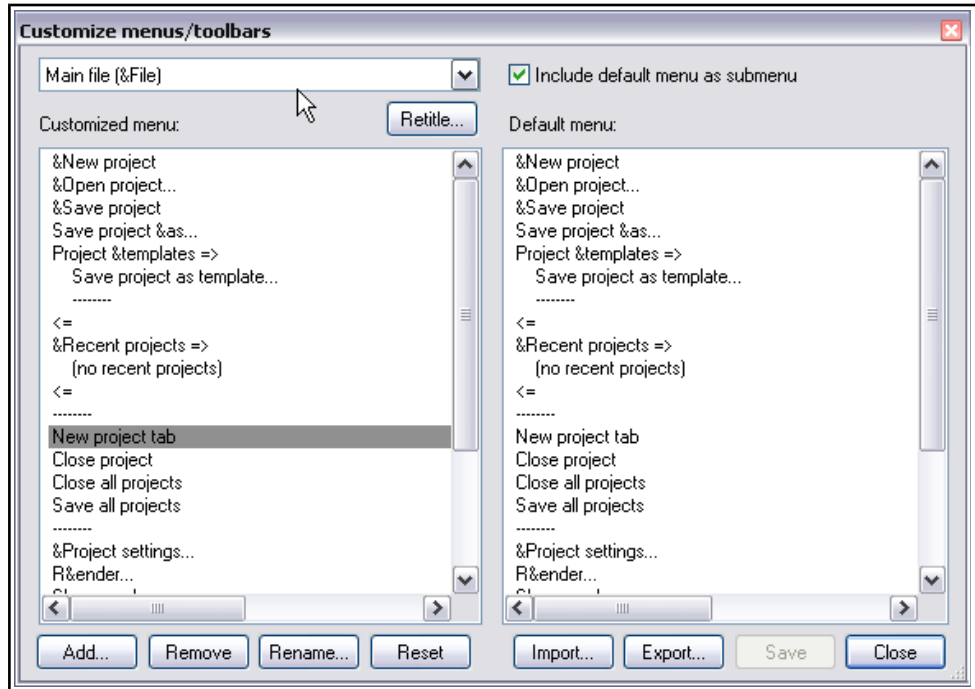 Customize menus/toolbars
Main file (&File)
Include default menu as submenu
Customized menu:
Retitle...
Default menu:
&New project
&Open project...
&Save project
Save project &as...
Project &templates =>
Save project as template...
--------
<=
&Recent projects =>
(no recent projects)
<=
--------
New project tab
Close project
Close all projects
Save all projects
--------
&Project settings...
R&ender...
&New project
&Open project...
&Save project
Save project &as...
Project &templates =>
Save project as template...
--------
<=
&Recent projects =>
(no recent projects)
<=
--------
New project tab
Close project
Close all projects
Save all projects
--------
&Project settings...
R&ender...
Add...
Remove
Rename...
Reset
Import...
Export...
Save
Close